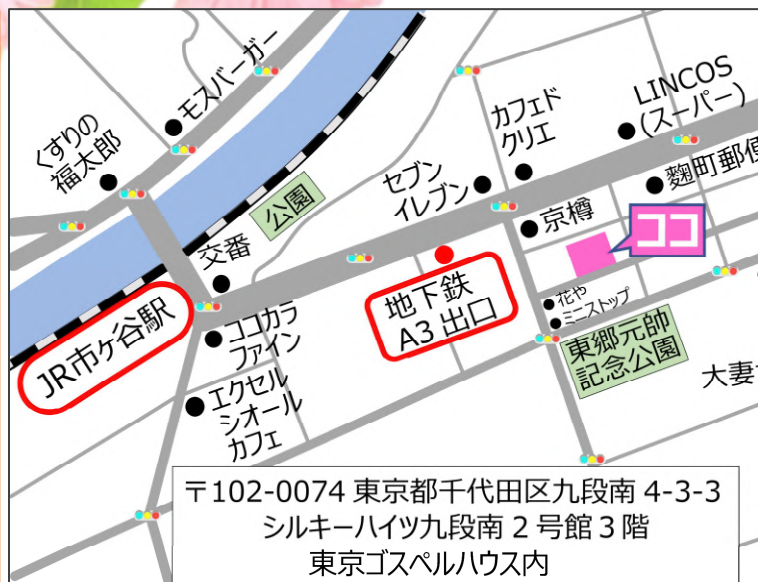 モスバーガー
くすりの
福太郎
公園
交番
JR市ヶ谷駅
ココカラ
ファイン
エクセル
シオール
カフェ
セブン
イレブン
地下鉄
A3 出口
カフェド
クリエ
LINCOS
(スーパー)
麴町郵便
京樽
ココ
花や
ミニストップ
東郷元帥
記念公園
大妻
〒102-0074 東京都千代田区九段南 4-3-3
シルキーハイツ九段南 2 号館 3 階
東京ゴスペルハウス内